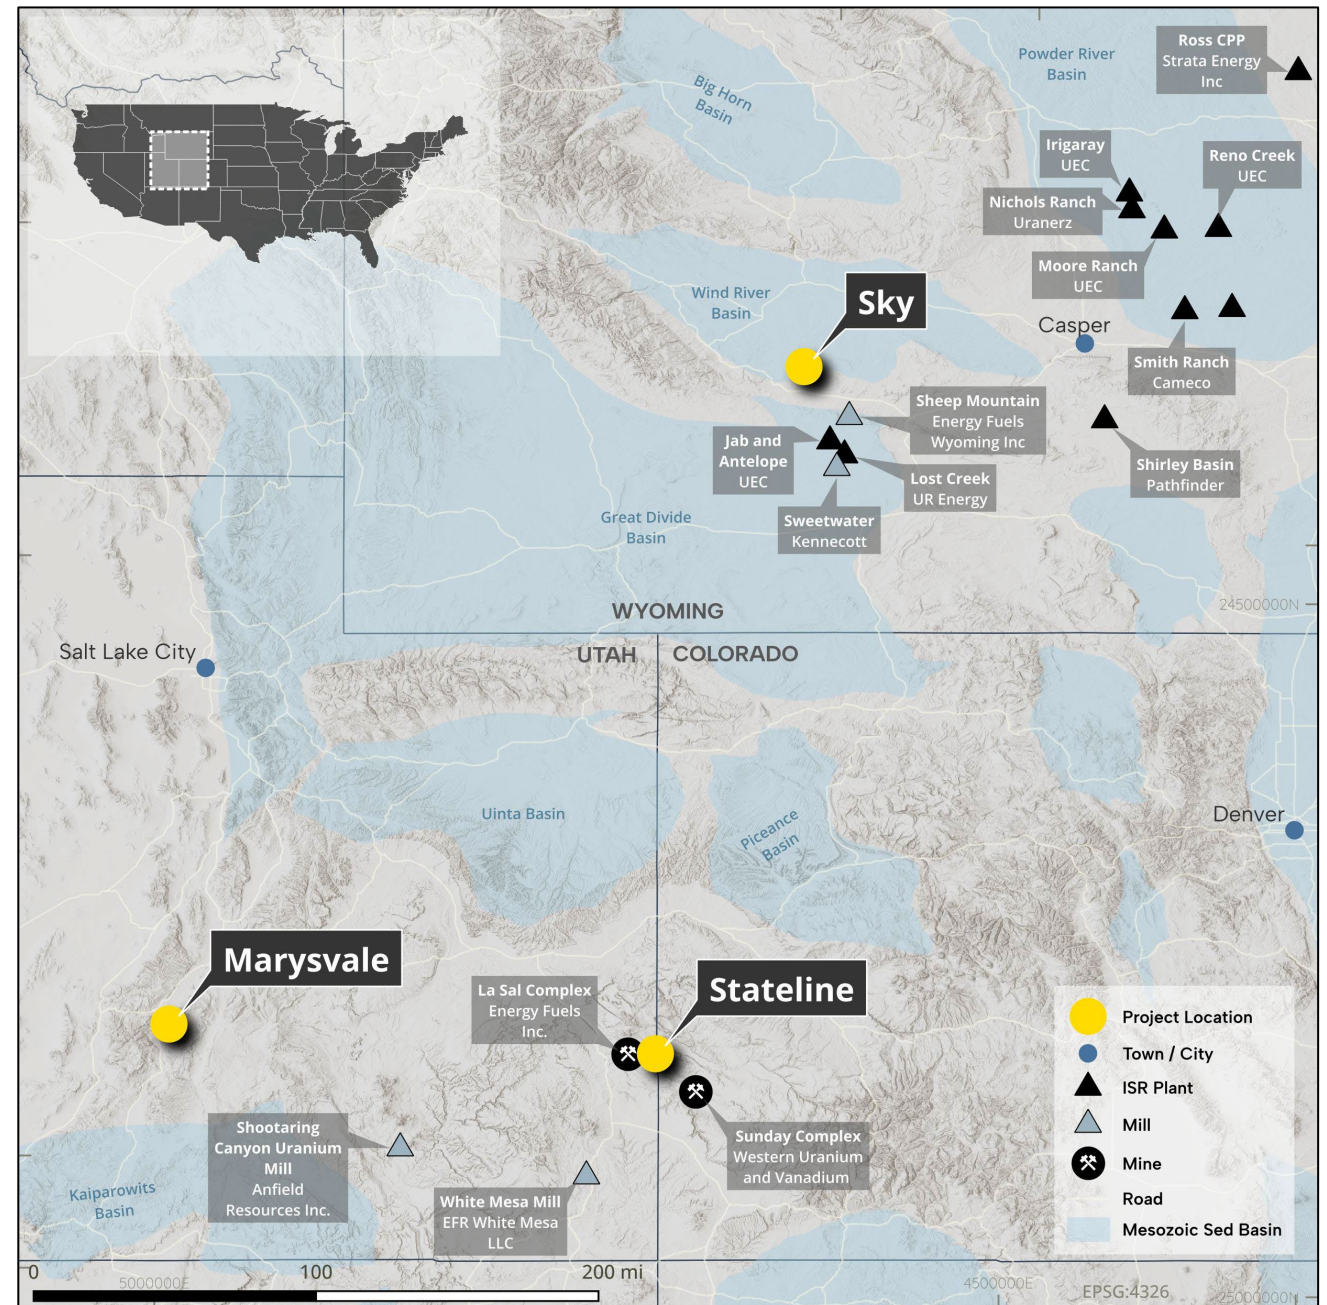 Powder River
Basin
Ross CPP
Strata Energy
Inc
Big Horn
Basin
Irigaray
UEC
Reno Creek
UEC
Nichols Ranch
Uranerz
Moore Ranch
UEC
Wind River
Basin
Sky
Casper
Smith Ranch
Cameco
Sheep Mountain
Energy Fuels
Wyoming Inc
Jab and
Antelope
UEC
Lost Creek
UR Energy
Shirley Basin
Pathfinder
Sweetwater
Kennecott
Great Divide
Basin
WYOMING
24500000N
Salt Lake City
UTAH
COLORADO
Uinta Basin
Piceance
Basin
Denver
Marysvale
La Sal Complex
Energy Fuels
Inc.
Stateline
Shootaring
Canyon Uranium
Mill
Anfield
Resources Inc.
Sunday Complex
Western Uranium
and Vanadium
Kaiparowits
Basin
White Mesa Mill
EFR White Mesa
LLC
Project Location
Town / City
ISR Plant
Mill
Mine
Road
Mesozoic Sed Basin
0
100
200 mi
5000000E
4500000E
EPSG:4326
25000000N